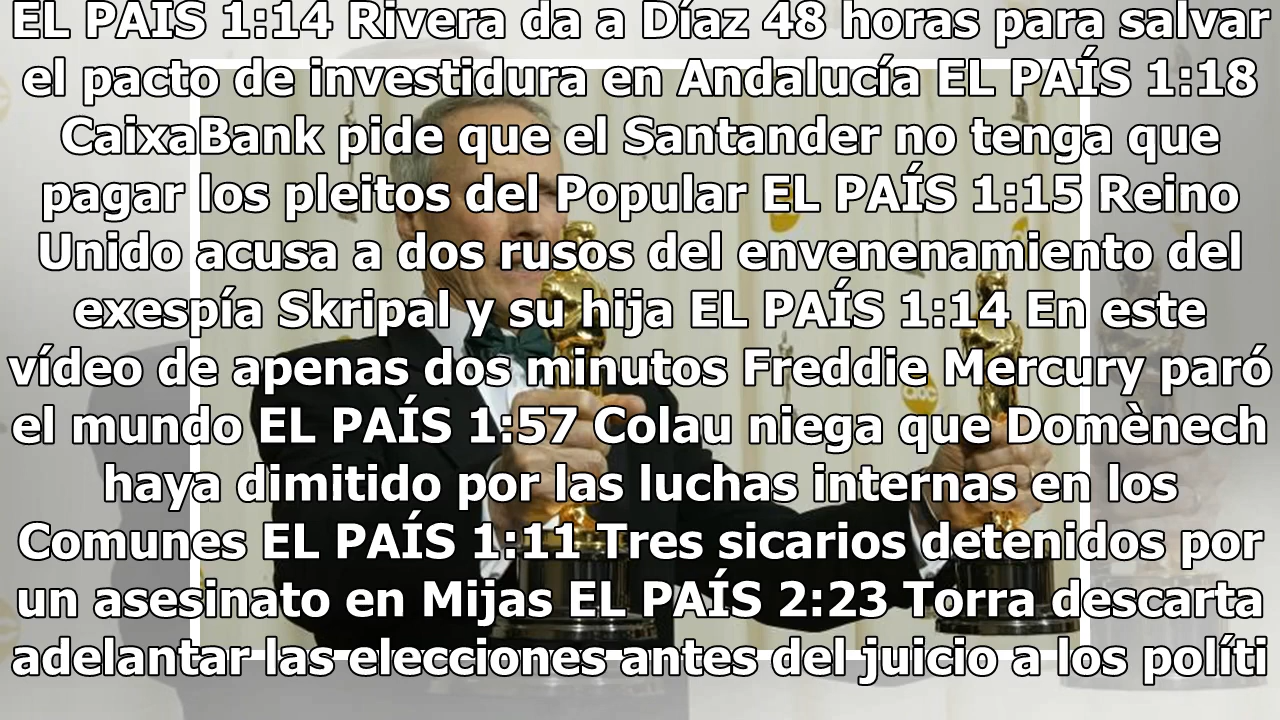 EL PAÍS 1:14 Rivera da a Díaz 48 horas para salvar
el pacto de investidura en Andalucía EL PAÍS 1:18
CaixaBank pide que el Santander no tenga que
pagar los pleitos del Popular EL PAÍS 1:15 Reino
Unido acusa a dos rusos del envenenamiento del
exespía Skripal y su hija EL PAÍS 1:14 En este
vídeo de apenas dos minutos Freddie Mercury paró
el mundo EL PAÍS 1:57 Colau niega que Domènech
haya dimitido por las luchas internas en los
Comunes EL PAÍS 1:11 Tres sicarios detenidos por
un asesinato en Mijas EL PAÍS 2:23 Torra descarta
adelantar las elecciones antes del juicio a los políti
abc